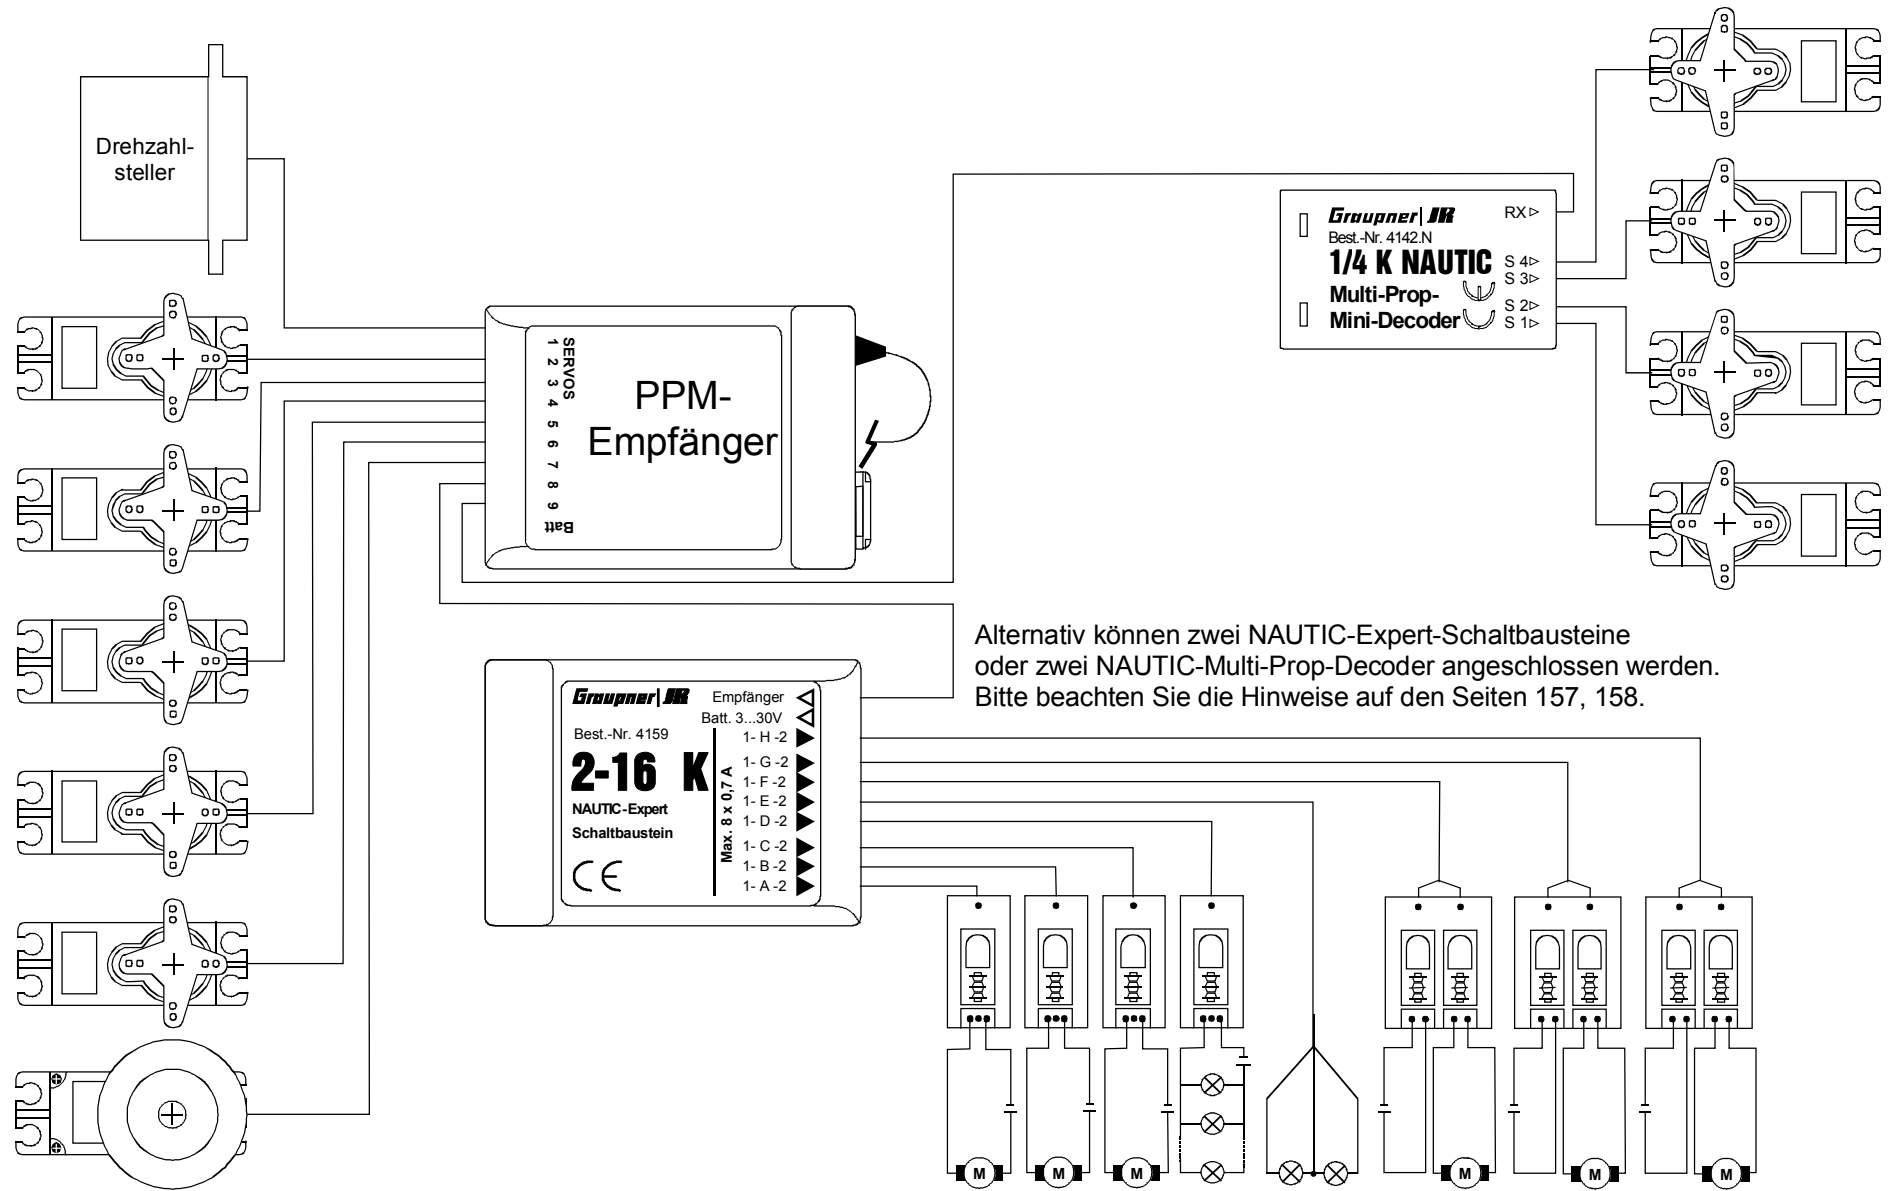 Drehzahl-
steller
SERVOS
1 2 3 4 5 6 7 8 9
Batt
PPM-
Empfänger
Graupner JR
Best.-Nr. 4142.N
1/4 K NAUTIC
Multi-Prop-
Mini-Decoder
RX
S 4
S 3
S 2
S 1
Alternativ können zwei NAUTIC-Expert-Schaltbausteine
oder zwei NAUTIC-Multi-Prop-Decoder angeschlossen werden.
Bitte beachten Sie die Hinweise auf den Seiten 157, 158.
Graupner JR
Best.-Nr. 4159
2-16 K
NAUTIC-Expert
Schaltbaustein
CE
Max. 8 x 0,7 A
Empfänger
Batt. 3...30V
1- H -2
1- G -2
1- F -2
1- E -2
1- D -2
1- C -2
1- B -2
1- A -2
M
M
M
M
M
M